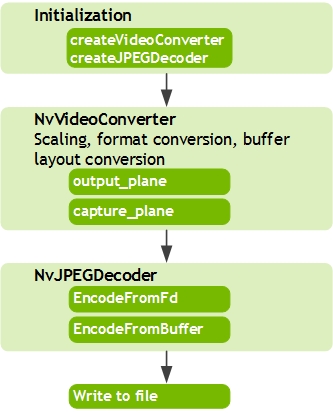 Initialization
createVideoConverter
createJPEGDecoder
NvVideoConverter
Scaling, format conversion, buffer
layout conversion
output_plane
capture_plane
NvJPEGDecoder
EncodeFromFd
EncodeFromBuffer
Write to file